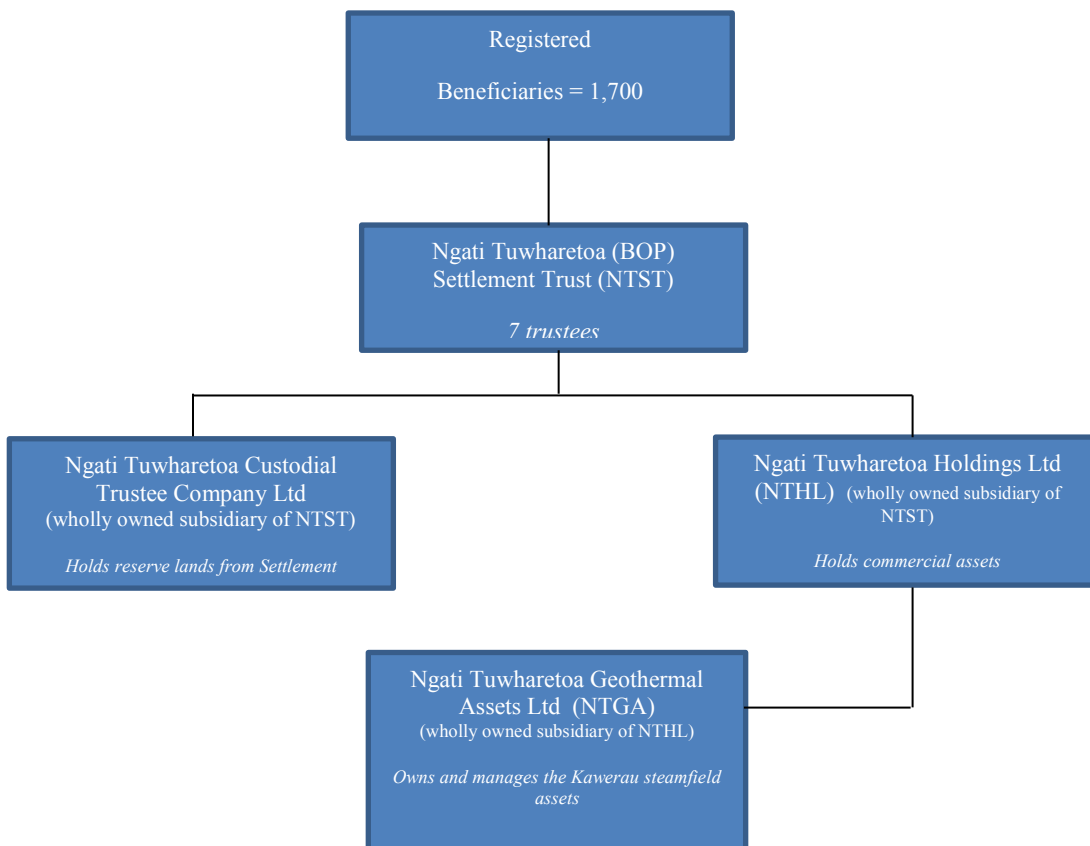 Registered
Beneficiaries = 1,700
Ngati Tuwharetoa (BOP)
Settlement Trust (NTST)
7 trustees
Ngati Tuwharetoa Custodial
Trustee Company Ltd
(wholly owned subsidiary of NTST)
Holds reserve lands from Settlement
Ngati Tuwharetoa Holdings Ltd
(NTHL) (wholly owned subsidiary of
NTST)
Holds commercial assets
Ngati Tuwharetoa Geothermal
Assets Ltd (NTGA)
(wholly owned subsidiary of NTHL)
Owns and manages the Kawerau steamfield
assets